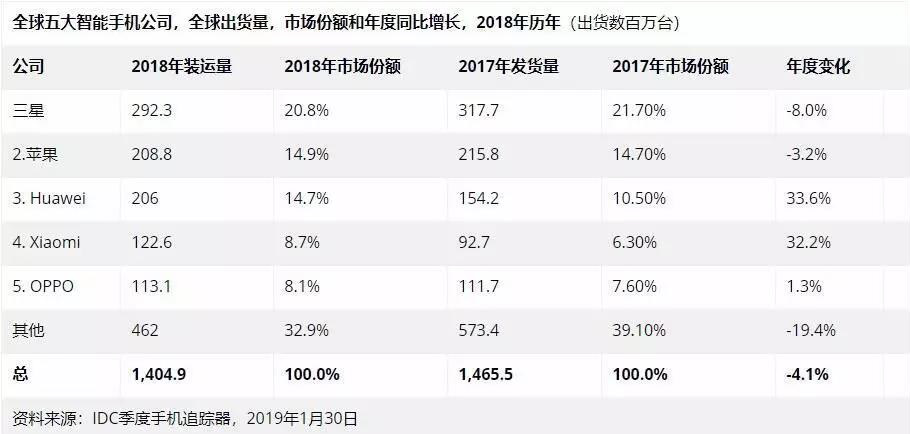 全球五大智能手机公司，全球出货量，市场份额和年度同比增长，2018年历年（出货数百万台）
公司 2018年装运量 2018年市场份额 2017年发货量 2017年市场份额 年度变化
三星 292.3 20.8% 317.7 21.70% -8.0%
2.苹果 208.8 14.9% 215.8 14.70% -3.2%
3. Huawei 206 14.7% 154.2 10.50% 33.6%
4. Xiaomi 122.6 8.7% 92.7 6.30% 32.2%
5. OPPO 113.1 8.1% 111.7 7.60% 1.3%
其他 462 32.9% 573.4 39.10% -19.4%
总 1,404.9 100.0% 1,465.5 100.0% -4.1%
资料来源：IDC季度手机追踪器，2019年1月30日